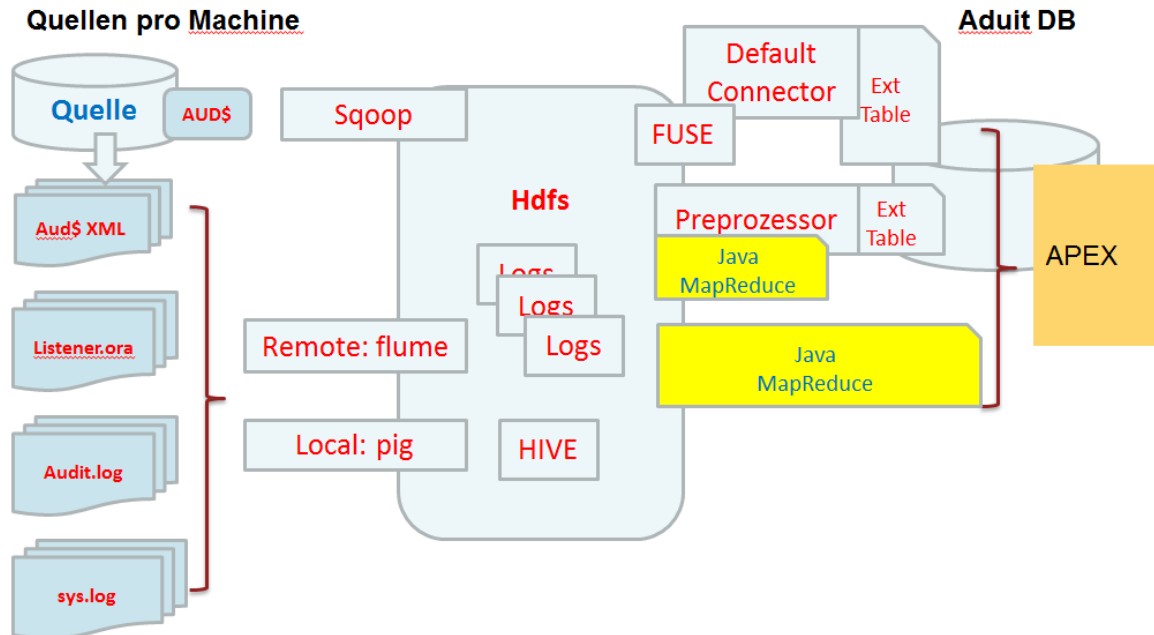 Quellen pro Machine
Aduit DB
Quelle
AUD$
Sqoop
Default
Connector
Ext
Table
FUSE
Hdfs
Aud$ XML
Preprozessor
Ext
Table
Java
MapReduce
APEX
Logs
Logs
Logs
Listener.ora
Remote: flume
Java
MapReduce
Local: pig
HIVE
Audit.log
sys.log